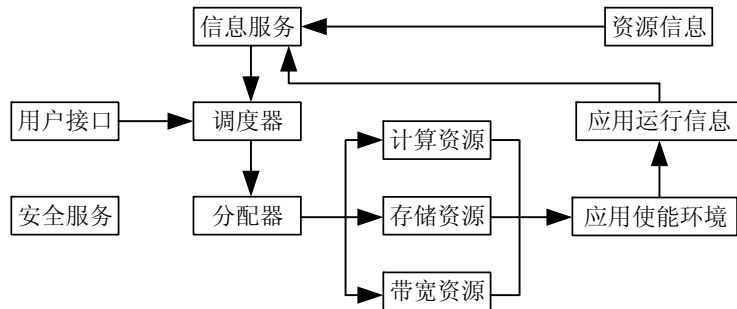 信息服务
资源信息
用户接口
调度器
计算资源
应用运行信息
安全服务
分配器
存储资源
应用使能环境
带宽资源